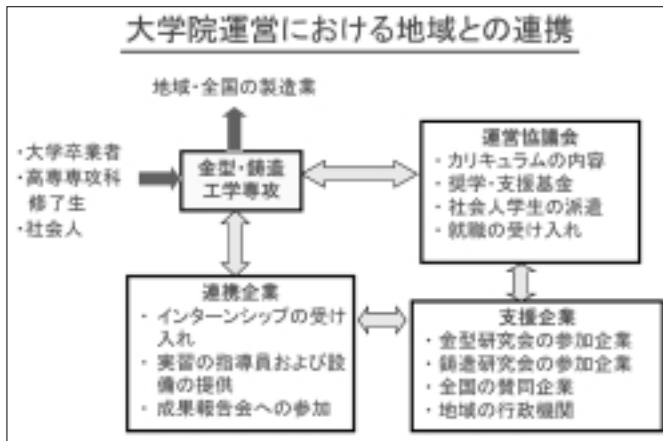 大学院運営における地域との連携
地域・全国の製造業
・大学卒業者
・高専専攻科
修了生
・社会人
金型・鋳造
工学専攻
運営協議会
・カリキュラムの内容
・奨学・支援基金
・社会人学生の派遣
・就職の受け入れ
連携企業
・インターンシップの受け
入れ
・実習の指導員および設
備の提供
・成果報告会への参加
支援企業
・金型研究会の参加企業
・鋳造研究会の参加企業
・全国の賛同企業
・地域の行政機関